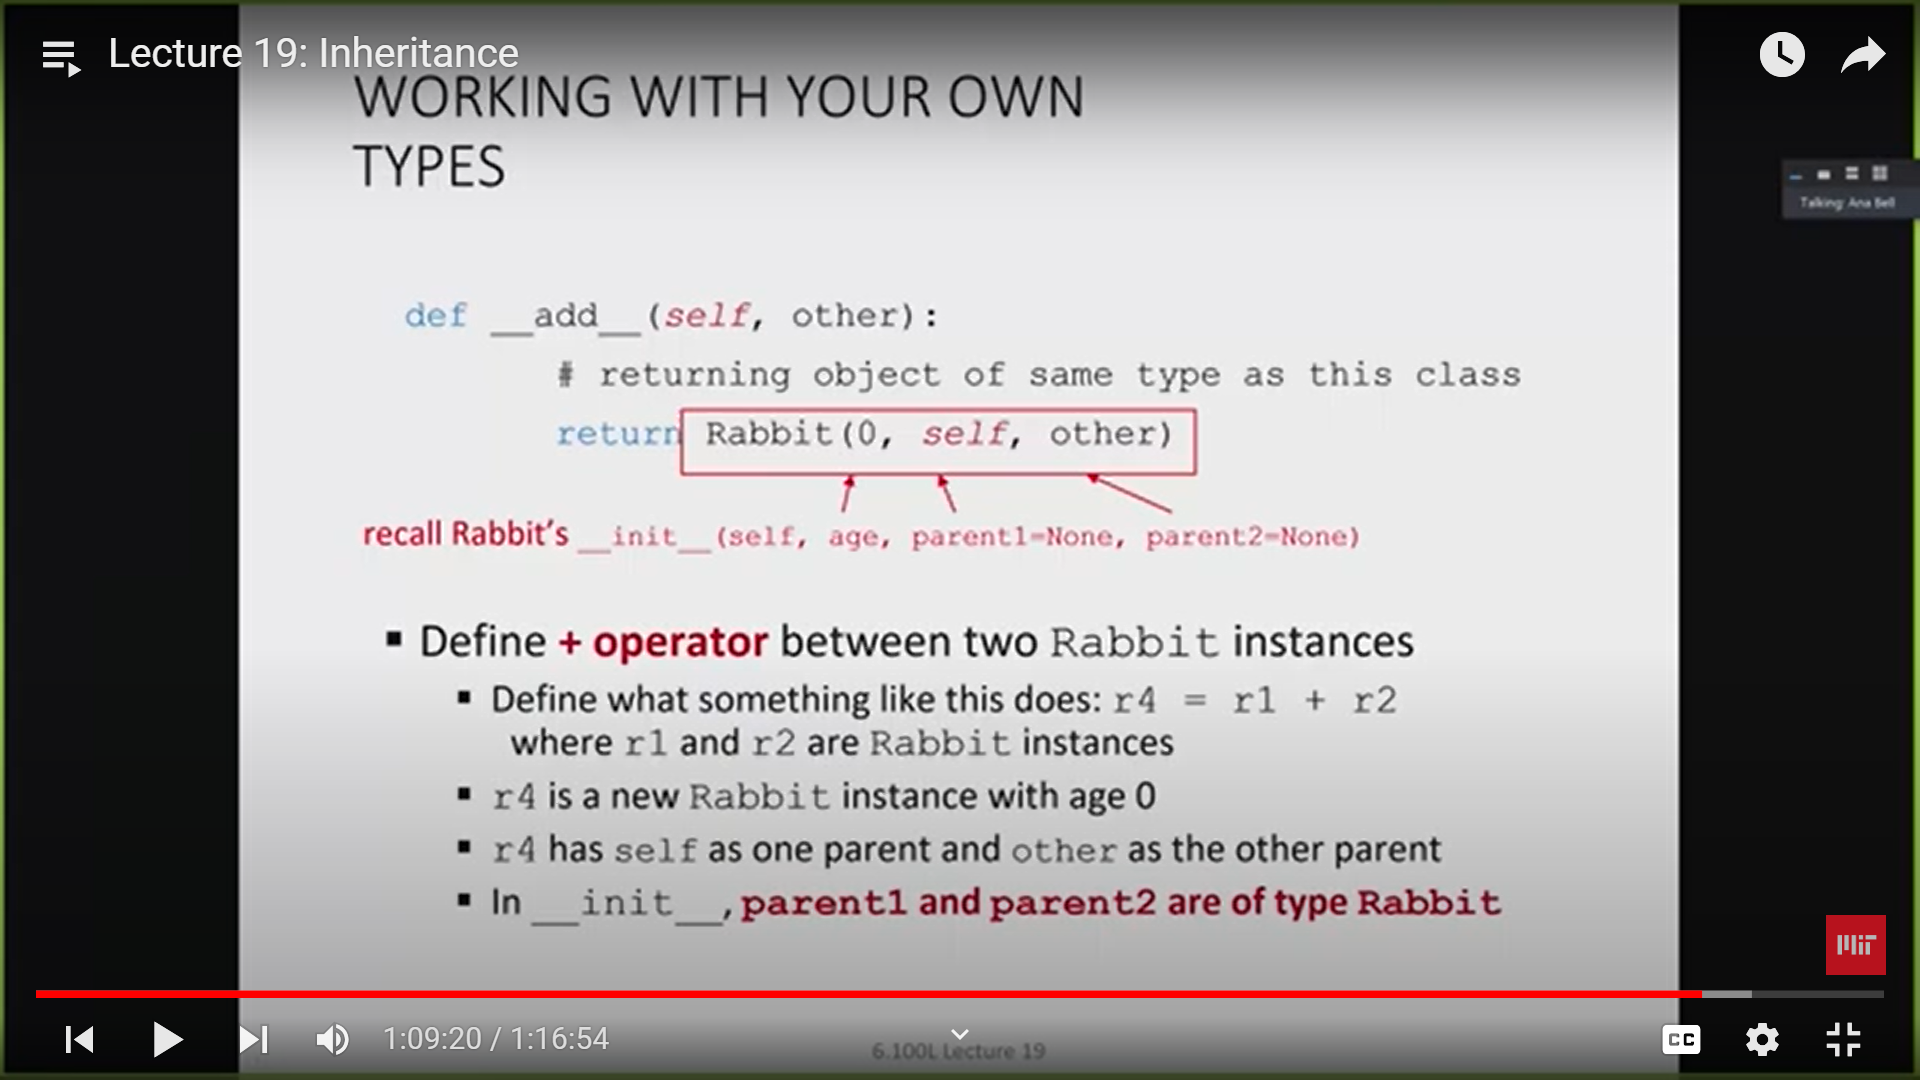 Lecture 19: Inheritance
WORKING WITH YOUR OWN
TYPES
Talking: Ana Bell
def __add__(self, other):
# returning object of same type as this class
return Rabbit(0, self, other)
recall Rabbit's __init__(self, age, parent1=None, parent2=None)
▪ Define + operator between two Rabbit instances
▪ Define what something like this does: r4 = r1 + r2
where r1 and r2 are Rabbit instances
▪ r4 is a new Rabbit instance with age 0
▪ r4 has self as one parent and other as the other parent
▪ In __init__, parent1 and parent2 are of type Rabbit
MIT
1:09:20 / 1:16:54
CC
6.100L Lecture 19